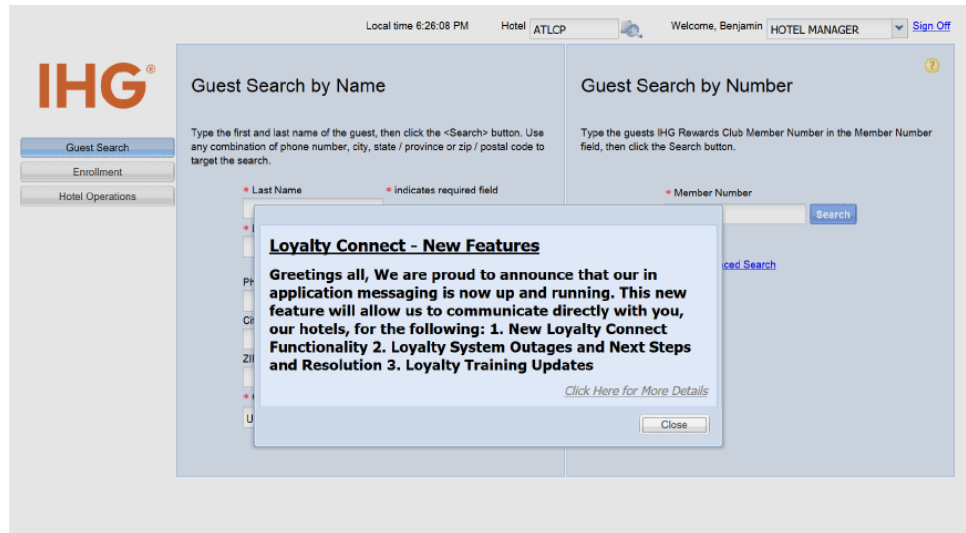 Local time 6:26:08 PM Hotel ATLCP Welcome, Benjamin HOTEL MANAGER Sign Off
IHG®
Guest Search
Enrollment
Hotel Operations
Guest Search by Name
Type the first and last name of the guest, then click the <Search> button. Use
any combination of phone number, city, state / province or zip / postal code to
target the search.
* Last Name * indicates required field
Guest Search by Number
Type the guests IHG Rewards Club Member Number in the Member Number
field, then click the Search button.
* Member Number
Search
Search
Loyalty Connect - New Features
Greetings all, We are proud to announce that our in
application messaging is now up and running. This new
feature will allow us to communicate directly with you,
our hotels, for the following: 1. New Loyalty Connect
Functionality 2. Loyalty System Outages and Next Steps
and Resolution 3. Loyalty Training Updates
Click Here for More Details
Close